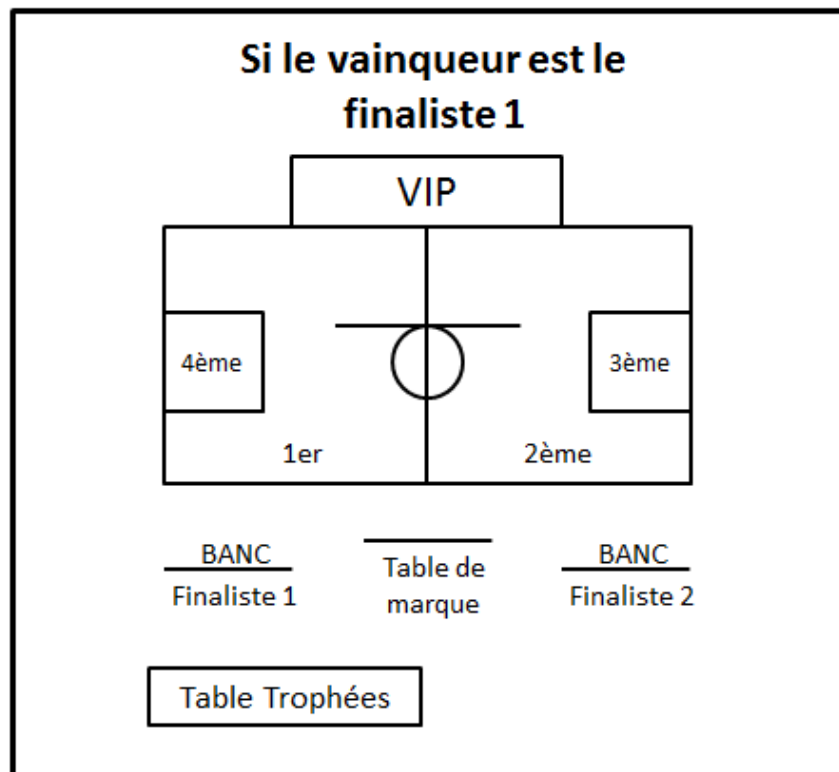 Si le vainqueur est le
finaliste 1
VIP
4ème
3ème
1er
2ème
BANC
Finaliste 1
Table de
marque
BANC
Finaliste 2
Table Trophées